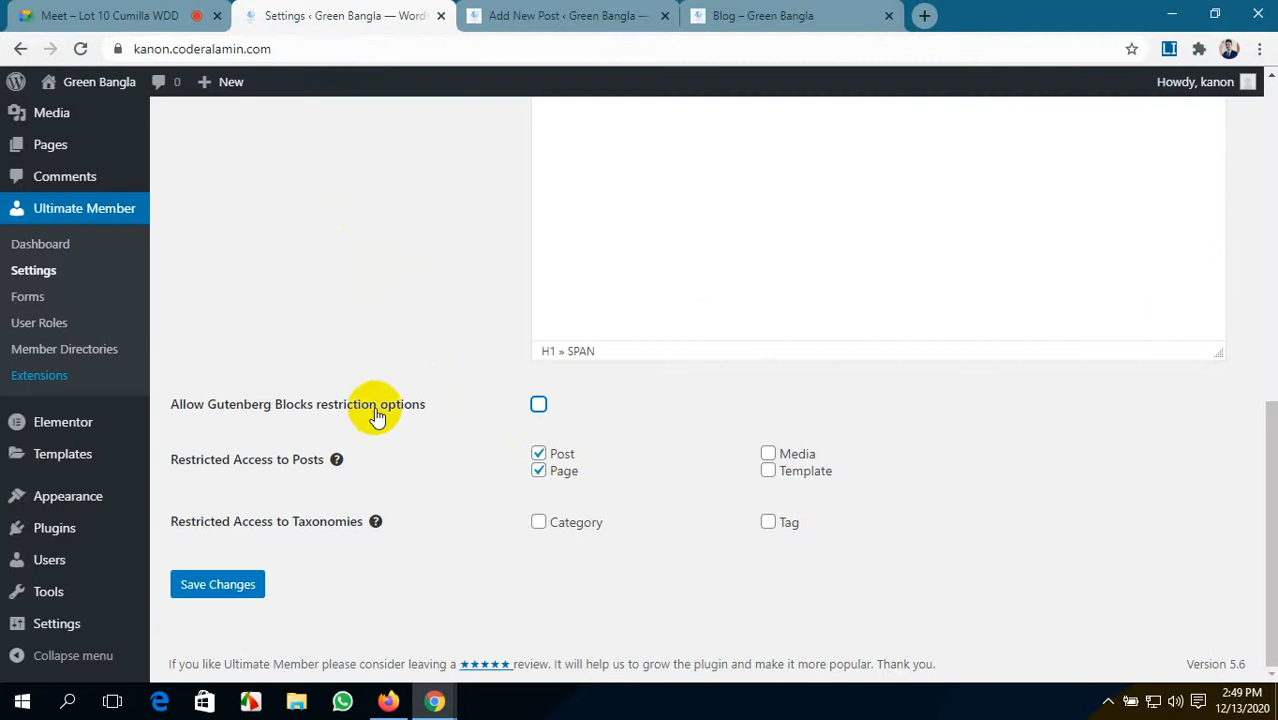 Meet – Lot 10 Cumilla WDD
Settings ‹ Green Bangla — Word
Add New Post ‹ Green Bangla —
Blog – Green Bangla
kanon.coderalamin.com
Green Bangla
0
New
Howdy, kanon
Media
Pages
Comments
Ultimate Member
Dashboard
Settings
Forms
User Roles
Member Directories
Extensions
Elementor
Templates
Appearance
Plugins
Users
Tools
Settings
Collapse menu
H1 » SPAN
Allow Gutenberg Blocks restriction options
Restricted Access to Posts
Post
Media
Page
Template
Restricted Access to Taxonomies
Category
Tag
Save Changes
If you like Ultimate Member please consider leaving a ★★★★★ review. It will help us to grow the plugin and make it more popular. Thank you.
Version 5.6
2:49 PM
12/13/2020